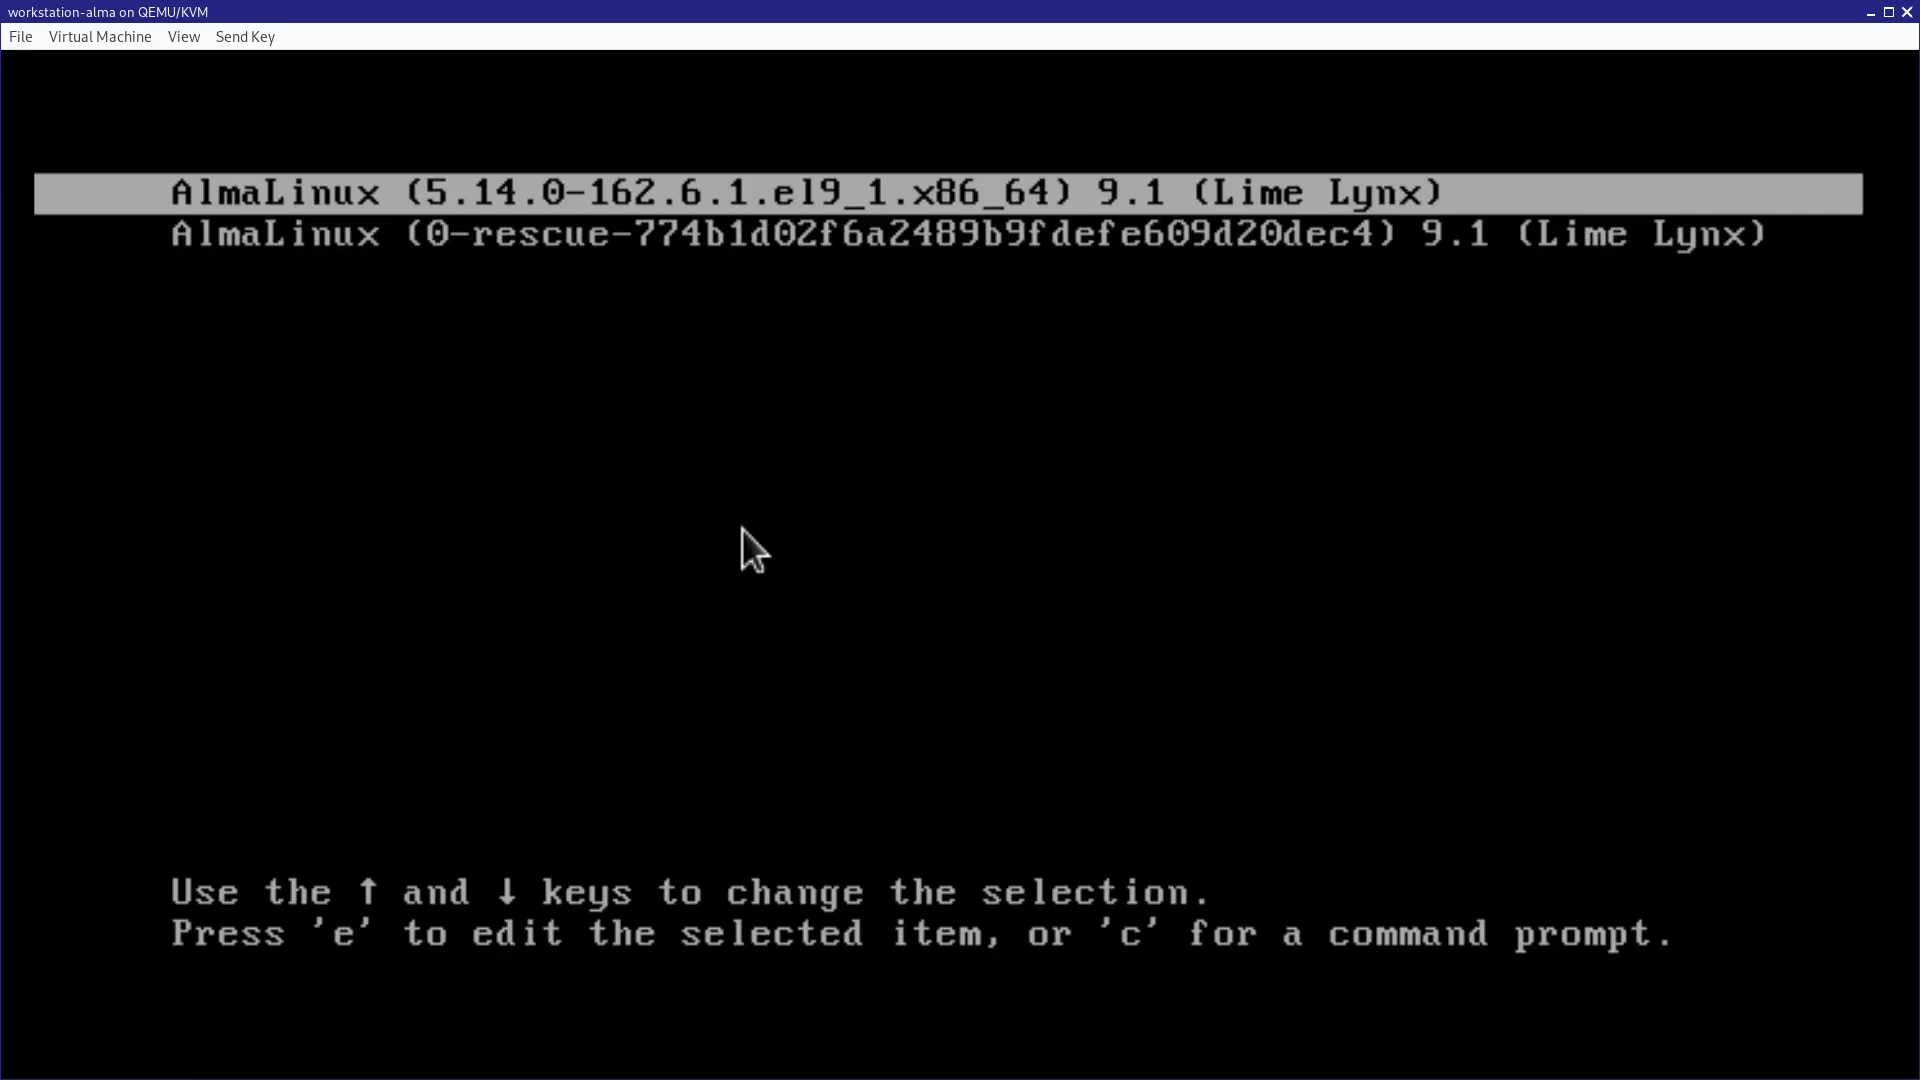 workstation-alma on QEMU/KVM
File Virtual Machine View Send Key
AlmaLinux (5.14.0-162.6.1.el9_1.x86_64) 9.1 (Lime Lynx)
AlmaLinux (0-rescue-774b1d02f6a2489b9fdefe609d20dec4) 9.1 (Lime Lynx)
Use the ↑ and ↓ keys to change the selection.
Press 'e' to edit the selected item, or 'c' for a command prompt.